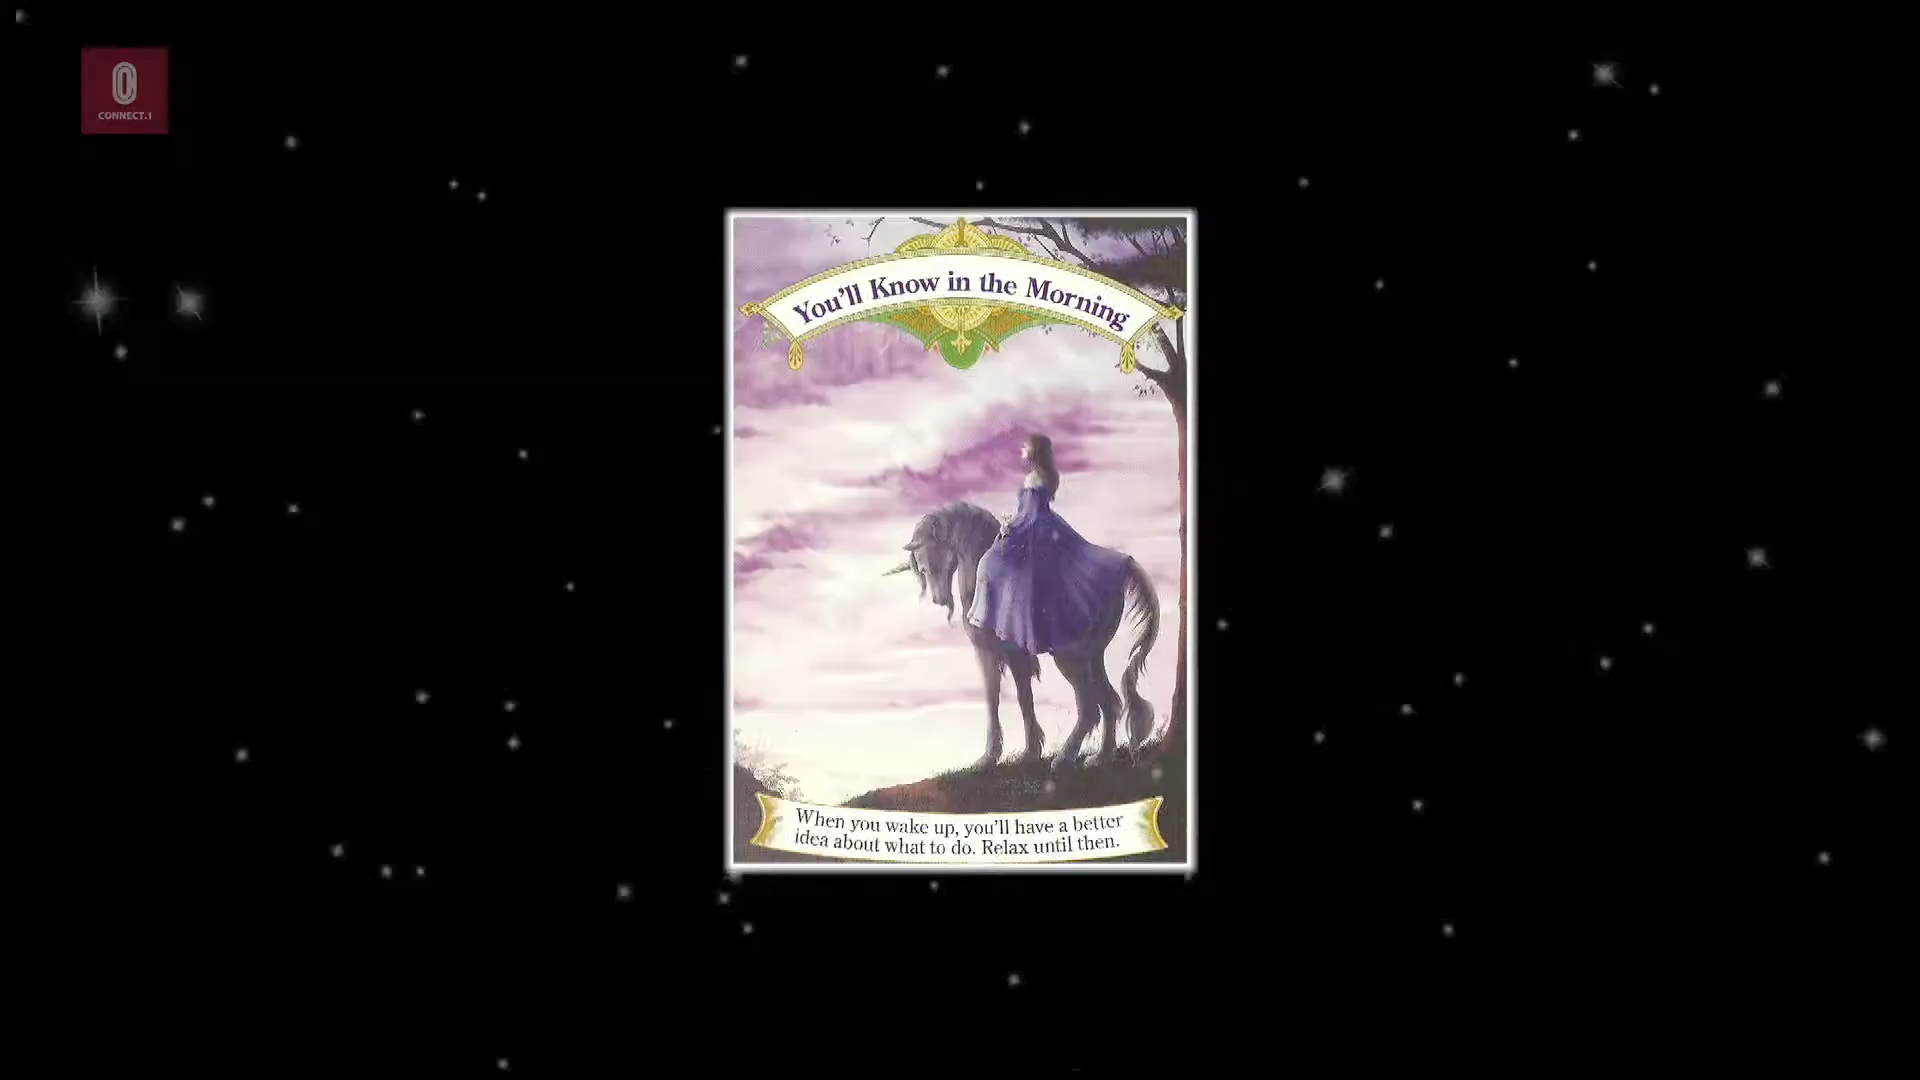 CONNECT.1
You'll Know in the Morning
When you wake up, you'll have a better
idea about what to do. Relax until then.